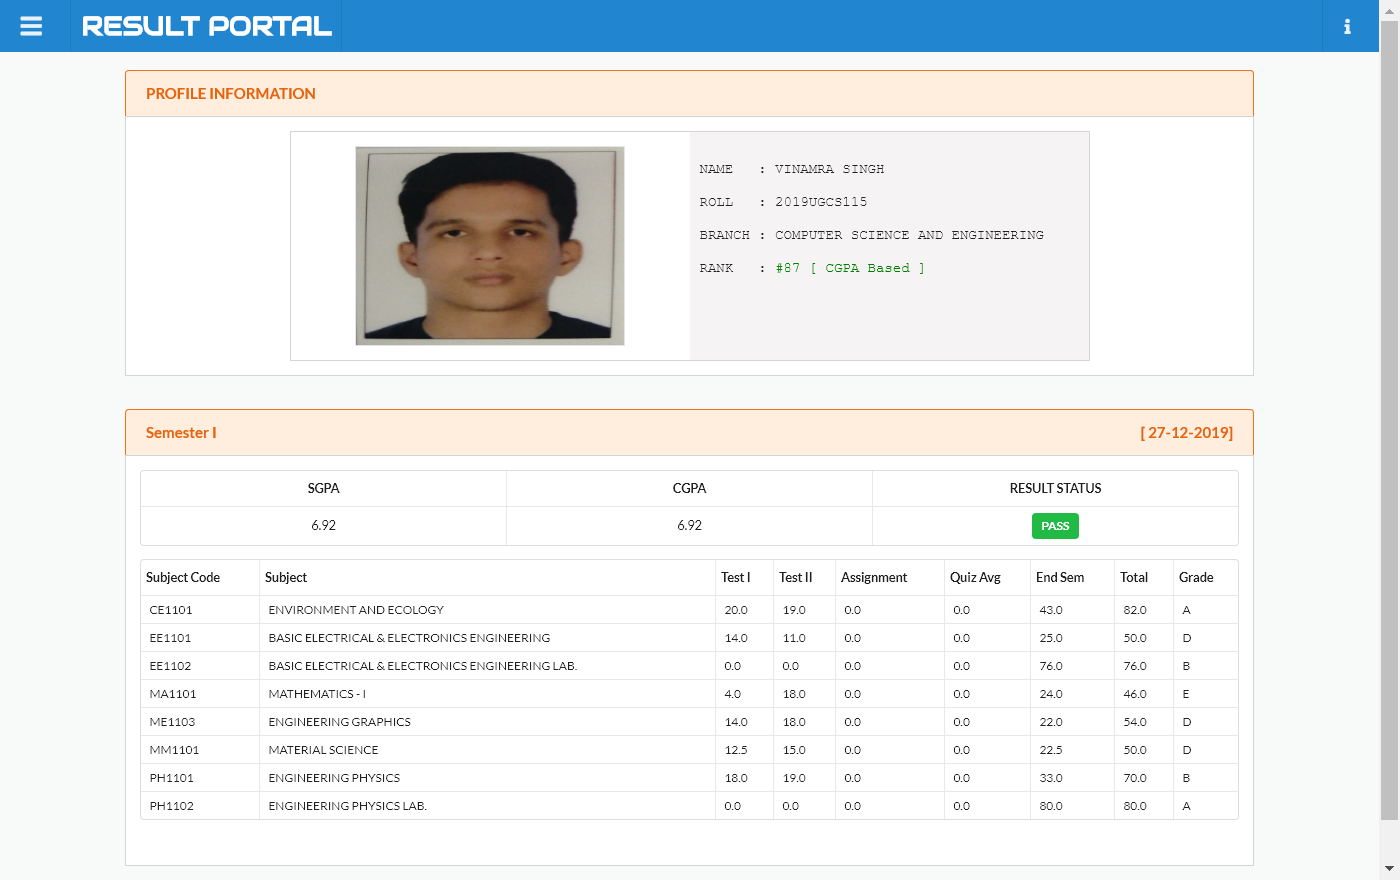 RESULT PORTAL
PROFILE INFORMATION
NAME : VINAMRA SINGH
ROLL : 2019UGCS115
BRANCH : COMPUTER SCIENCE AND ENGINEERING
RANK : #87 [ CGPA Based ]
Semester I [ 27-12-2019]
SGPA CGPA RESULT STATUS
6.92 6.92 PASS
Subject Code Subject Test I Test II Assignment Quiz Avg End Sem Total Grade
CE1101 ENVIRONMENT AND ECOLOGY 20.0 19.0 0.0 0.0 43.0 82.0 A
EE1101 BASIC ELECTRICAL & ELECTRONICS ENGINEERING 14.0 11.0 0.0 0.0 25.0 50.0 D
EE1102 BASIC ELECTRICAL & ELECTRONICS ENGINEERING LAB. 0.0 0.0 0.0 0.0 76.0 76.0 B
MA1101 MATHEMATICS - I 4.0 18.0 0.0 0.0 24.0 46.0 E
ME1103 ENGINEERING GRAPHICS 14.0 18.0 0.0 0.0 22.0 54.0 D
MM1101 MATERIAL SCIENCE 12.5 15.0 0.0 0.0 22.5 50.0 D
PH1101 ENGINEERING PHYSICS 18.0 19.0 0.0 0.0 33.0 70.0 B
PH1102 ENGINEERING PHYSICS LAB. 0.0 0.0 0.0 0.0 80.0 80.0 A